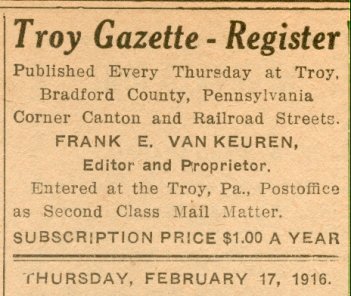 Troy Gazette - Register
Published Every Thursday at Troy,
Bradford County, Pennsylvania
Corner Canton and Railroad Streets.
FRANK E. VAN KEUREN,
Editor and Proprietor.
Entered at the Troy, Pa., Postoffice
as Second Class Mail Matter.
SUBSCRIPTION PRICE $1.00 A YEAR
THURSDAY, FEBRUARY 17, 1916.